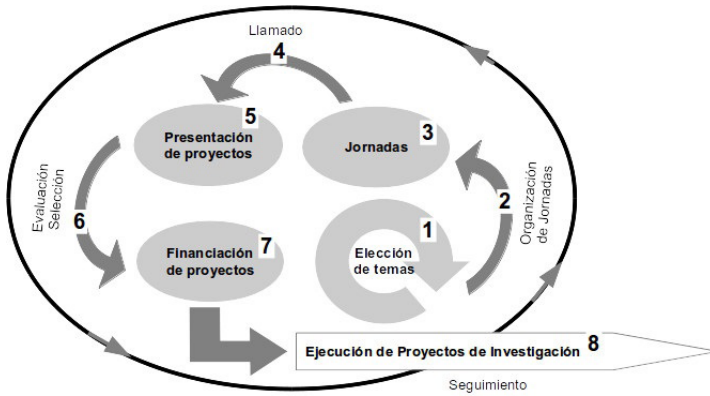 Llamado
4
5
Presentación
de proyectos
3
Jornadas
Evaluación
Selección
6
2
Organización
de Jornadas
7
Financiación
de proyectos
1
Elección
de temas
Ejecución de Proyectos de Investigación 8
Seguimiento